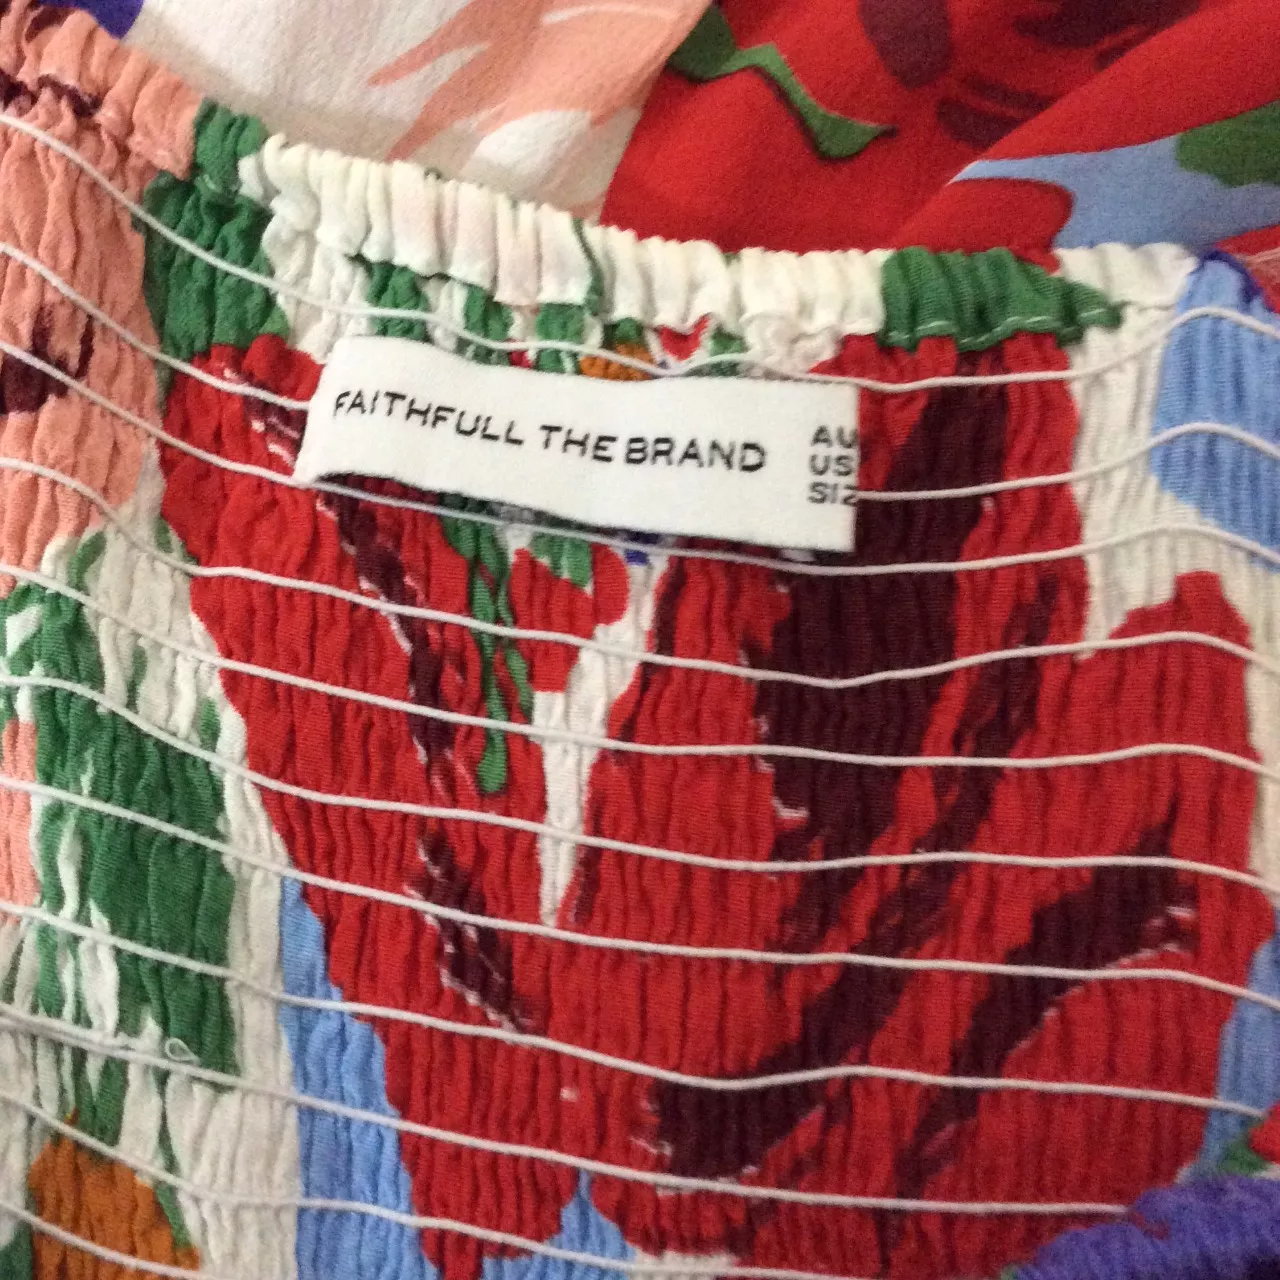 FAITHFULL THE BRAND
AU
US
SIZ